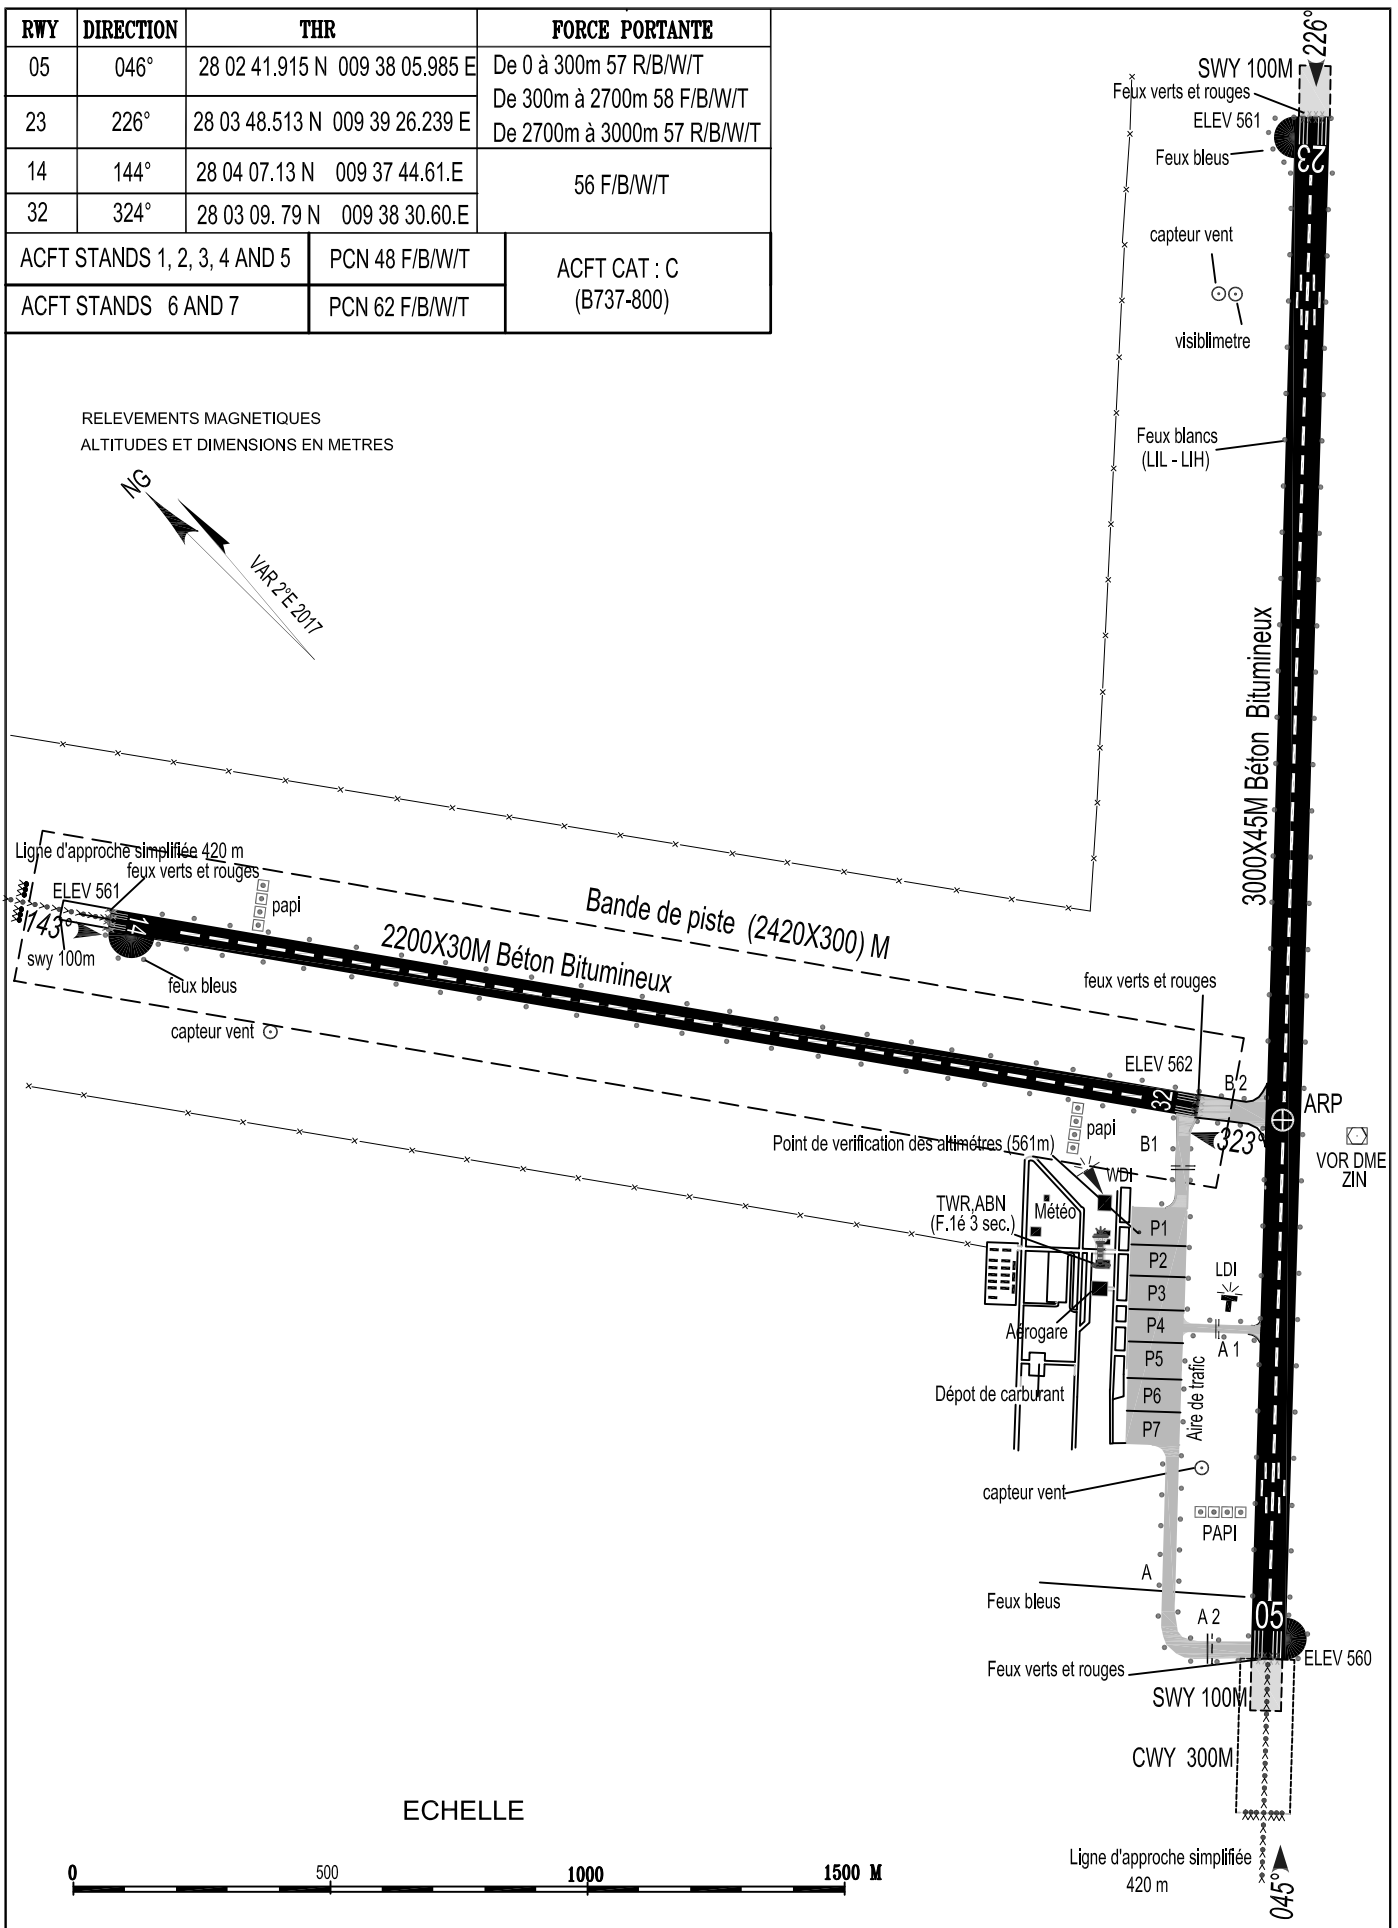 RWY DIRECTION THR FORCE PORTANTE
05 046° 28 02 41.915 N 009 38 05.985 E
23 226° 28 03 48.513 N 009 39 26.239 E
De 0 à 300m 57 R/B/W/T
De 300m à 2700m 58 F/B/W/T
De 2700m à 3000m 57 R/B/W/T
14 144° 28 04 07.13 N 009 37 44.61.E
32 324° 28 03 09. 79 N 009 38 30.60.E
56 F/B/W/T
ACFT STANDS 1, 2, 3, 4 AND 5 PCN 48 F/B/W/T
ACFT STANDS 6 AND 7 PCN 62 F/B/W/T
ACFT CAT : C
(B737-800)
226°
SWY 100M
Feux verts et rouges
ELEV 561
Feux bleus
23
capteur vent
visiblimetre
Feux blancs
(LIL - LIH)
RELEVEMENTS MAGNETIQUES
ALTITUDES ET DIMENSIONS EN METRES
NG
VAR 2°E 2017
3000X45M Béton Bitumineux
Ligne d'approche simplifiée 420 m
feux verts et rouges
ELEV 561
143°
14
swy 100m
feux bleus
papi
capteur vent
Bande de piste (2420X300) M
2200X30M Béton Bitumineux
feux verts et rouges
ELEV 562
32
B 2
ARP
323°
B1
papi
VOR DME
ZIN
Point de verification des altimétres (561m)
WDI
TWR,ABN
(F.1é 3 sec.)
Météo
P1
P2
P3
P4
P5
P6
P7
LDI
A 1
Aérogare
Aire de trafic
Dépot de carburant
capteur vent
PAPI
A
Feux bleus
A 2
05
ELEV 560
Feux verts et rouges
SWY 100M
CWY 300M
ECHELLE
0 500 1000 1500 M
Ligne d'approche simplifiée
420 m
045°